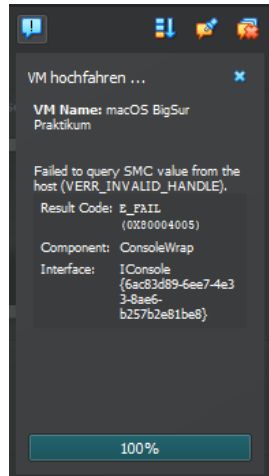 VM hochfahren ...
VM Name: macOS BigSur
Praktikum
Failed to query SMC value from the
host (VERR_INVALID_HANDLE).
Result Code: E_FAIL
(0X80004005)
Component: ConsoleWrap
Interface: IConsole
{6ac83d89-6ee7-4e3
3-8ae6-
b257b2e81be8}
100%